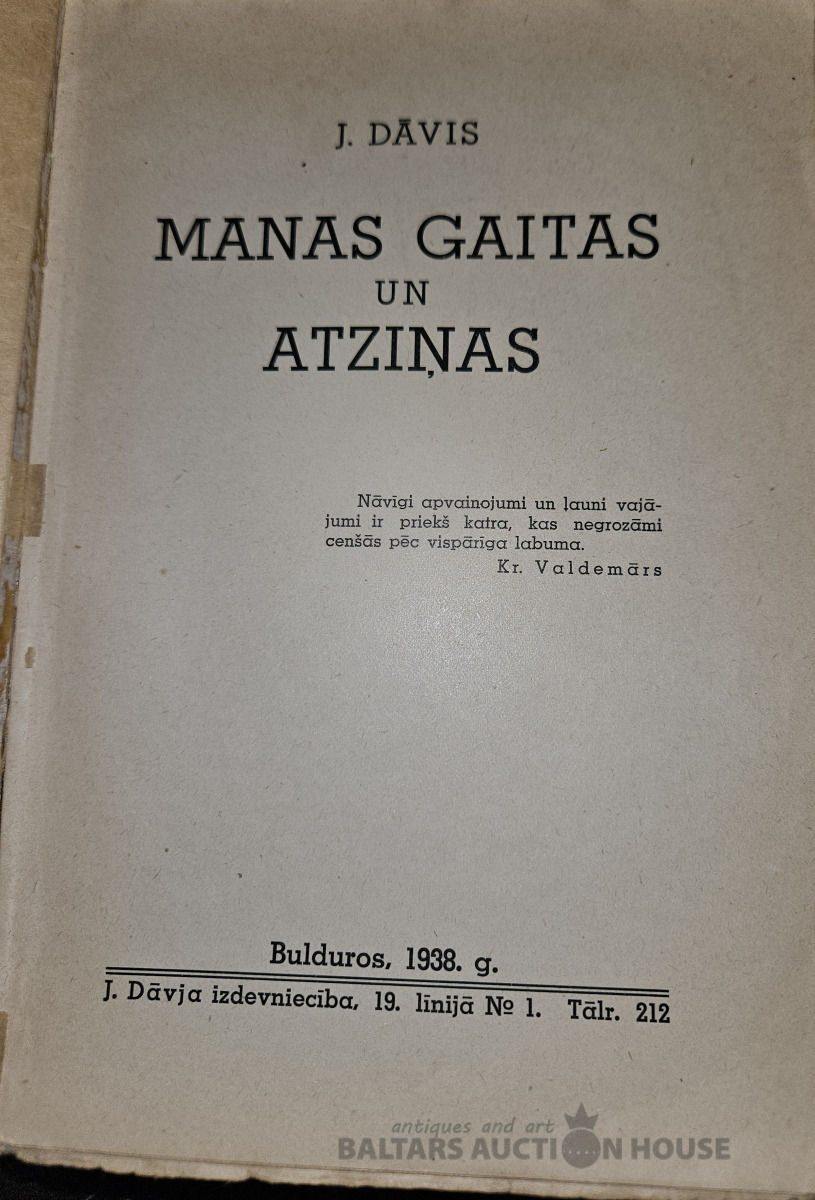 J. DĀVIS
MANAS GAITAS
UN
ATZIŅAS
Nāvīgi apvainojumi un ļauni vajā-
jumi ir priekš katra, kas negrozāmi
cenšās pēc vispārīga labuma.
Kr. Valdemārs
Bulduros, 1938. g.
J. Dāvja izdevniecība, 19. līnijā № 1. Tālr. 212
antiques and art
BALTARS AUCTION HOUSE